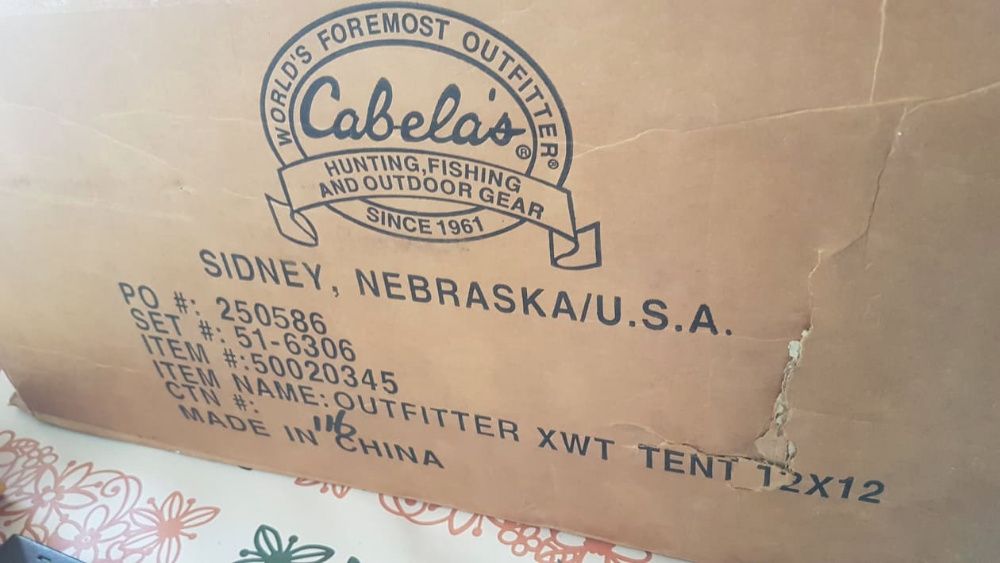 WORLD'S FOREMOST OUTFITTER®
Cabela's®
HUNTING, FISHING
AND OUTDOOR GEAR
SINCE 1961
SIDNEY, NEBRASKA/U.S.A.
PO #: 250586
SET #: 51-6306
ITEM #:50020345
ITEM NAME:OUTFITTER XWT TENT 12X12
CTN #: 116
MADE IN CHINA